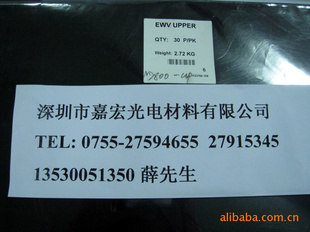 EWV UPPER
QTY: 30 P/PK
Weight: 2.72 KG
深圳市嘉宏光电材料有限公司
TEL: 0755-27594655 27915345
13530051350 薛先生
alibaba.com.cn